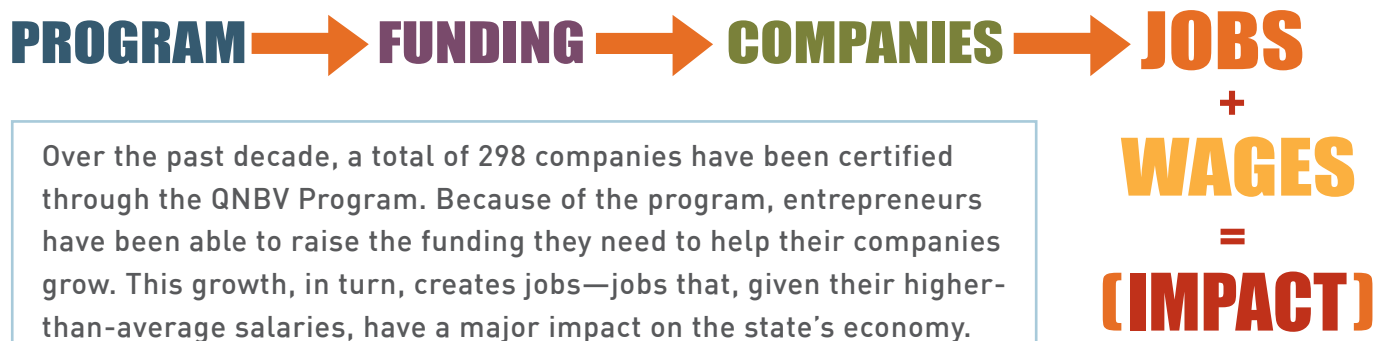 PROGRAM FUNDING COMPANIES JOBS
+
WAGES
=
(IMPACT)
Over the past decade, a total of 298 companies have been certified
through the QNBV Program. Because of the program, entrepreneurs
have been able to raise the funding they need to help their companies
grow. This growth, in turn, creates jobs—jobs that, given their higher-
than-average salaries, have a major impact on the state’s economy.